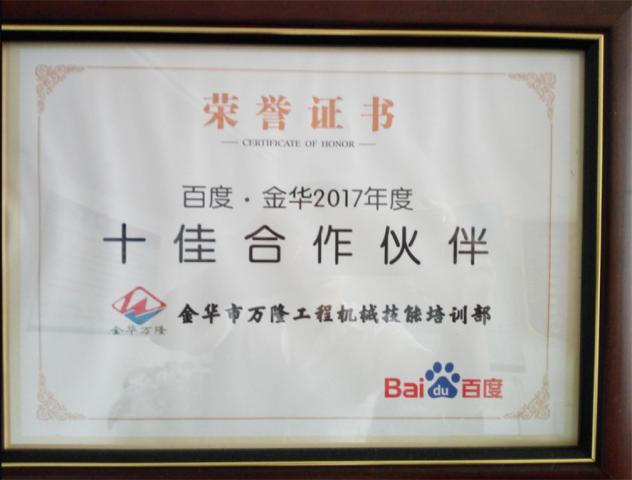 荣誉证书
CERTIFICATE OF HONOR
百度·金华2017年度
十佳合作伙伴
金华万隆
金华市万隆工程机械技能培训部
Bai du 百度